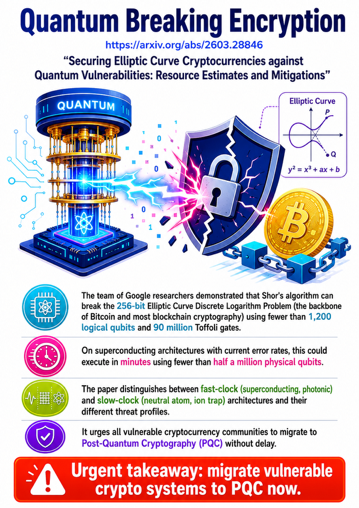 Quantum Breaking Encryption
https://arxiv.org/abs/2603.28846
“Securing Elliptic Curve Cryptocurrencies against
Quantum Vulnerabilities: Resource Estimates and Mitigations”
QUANTUM
Elliptic Curve
P
Q
y² = x³ + ax + b
The team of Google researchers demonstrated that Shor's algorithm can
break the 256-bit Elliptic Curve Discrete Logarithm Problem (the backbone
of Bitcoin and most blockchain cryptography) using fewer than 1,200
logical qubits and 90 million Toffoli gates.
On superconducting architectures with current error rates, this could
execute in minutes using fewer than half a million physical qubits.
The paper distinguishes between fast-clock (superconducting, photonic)
and slow-clock (neutral atom, ion trap) architectures and their
different threat profiles.
It urges all vulnerable cryptocurrency communities to migrate to
Post-Quantum Cryptography (PQC) without delay.
Urgent takeaway: migrate vulnerable
crypto systems to PQC now.